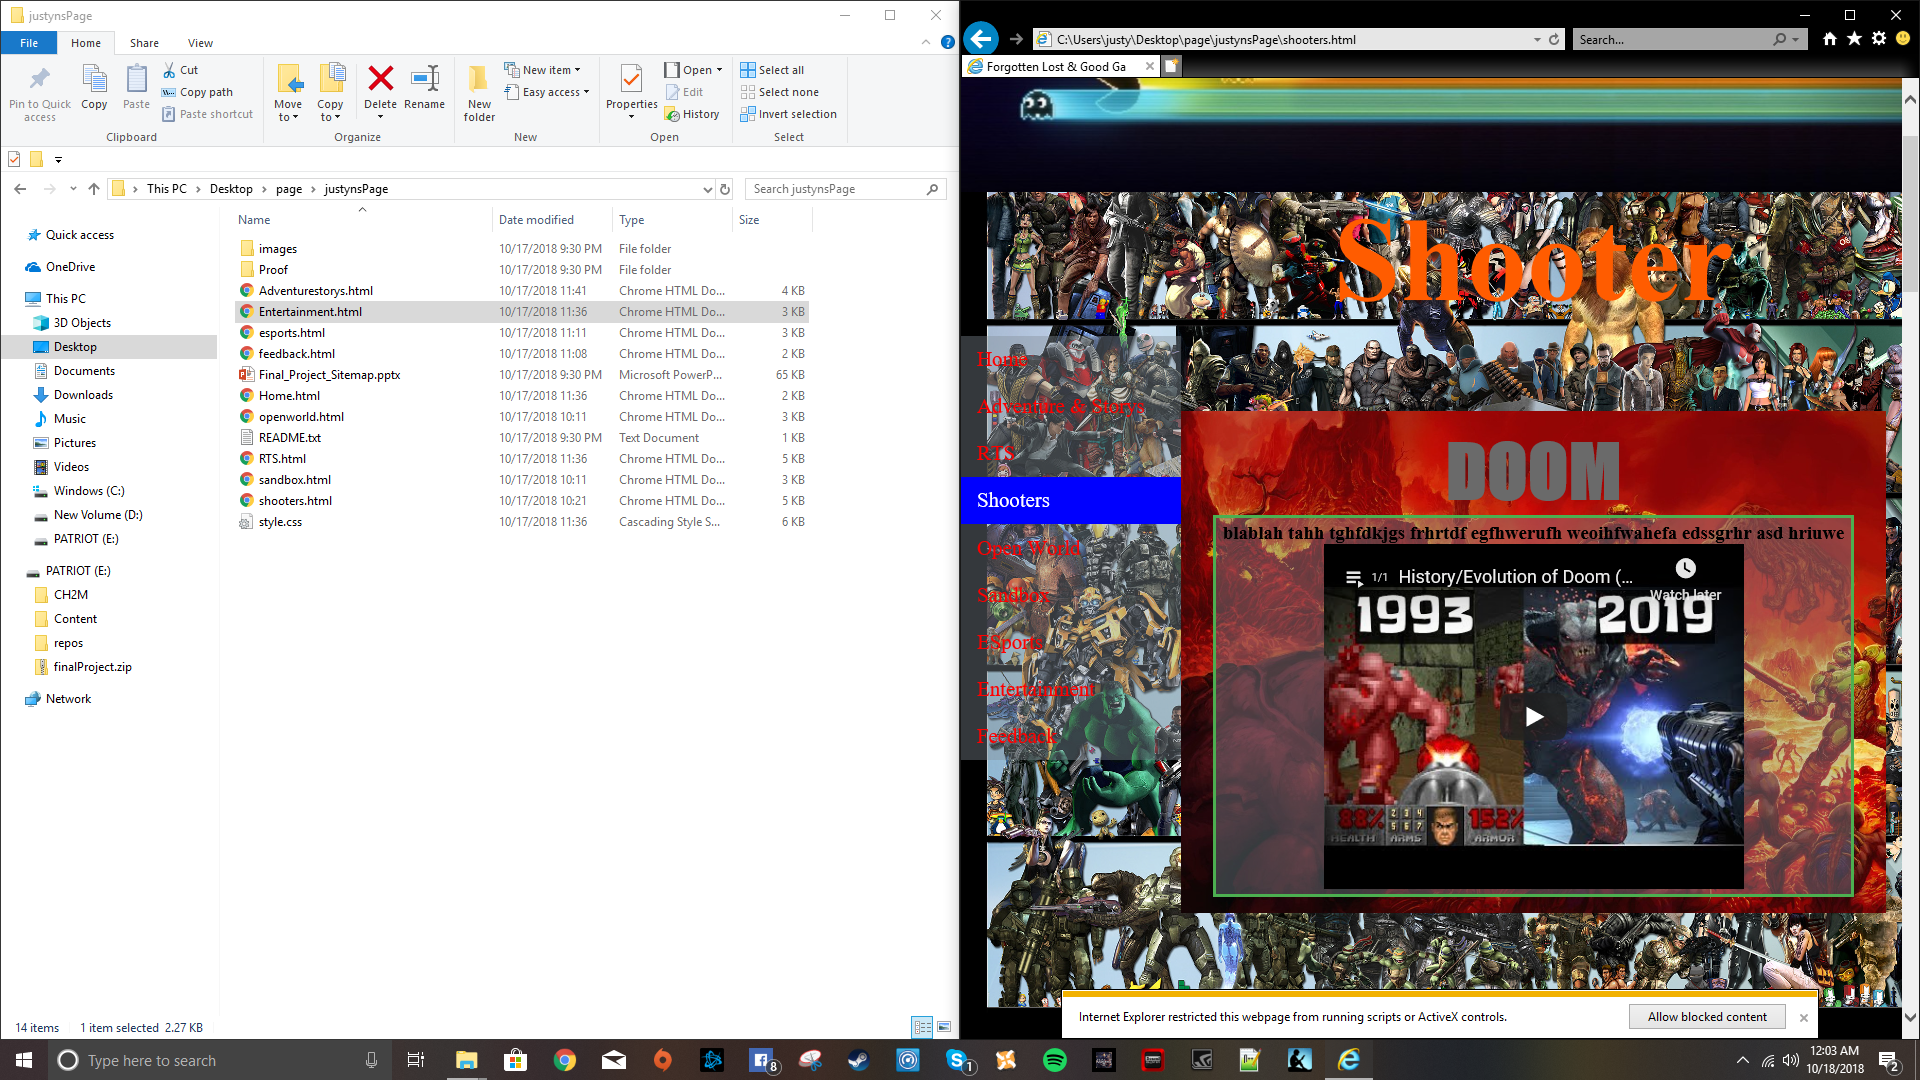 justynsPage
File Home Share View
Pin to Quick access
Copy
Paste
Cut
Copy path
Paste shortcut
Clipboard
Move to
Copy to
Delete
Rename
Organize
New folder
New item
Easy access
New
Properties
Open
Edit
History
Open
Select all
Select none
Invert selection
Select
This PC > Desktop > page > justynsPage
Search justynsPage
Name Date modified Type Size
Quick access
OneDrive
This PC
3D Objects
Desktop
Documents
Downloads
Music
Pictures
Videos
Windows (C:)
New Volume (D:)
PATRIOT (E:)
PATRIOT (E:)
CH2M
Content
repos
finalProject.zip
Network
images 10/17/2018 9:30 PM File folder
Proof 10/17/2018 9:30 PM File folder
Adventurestorys.html 10/17/2018 11:41 Chrome HTML Do... 4 KB
Entertainment.html 10/17/2018 11:36 Chrome HTML Do... 3 KB
esports.html 10/17/2018 11:11 Chrome HTML Do... 3 KB
feedback.html 10/17/2018 11:08 Chrome HTML Do... 2 KB
Final_Project_Sitemap.pptx 10/17/2018 9:30 PM Microsoft PowerP... 65 KB
Home.html 10/17/2018 11:36 Chrome HTML Do... 2 KB
openworld.html 10/17/2018 10:11 Chrome HTML Do... 3 KB
README.txt 10/17/2018 9:30 PM Text Document 1 KB
RTS.html 10/17/2018 11:36 Chrome HTML Do... 5 KB
sandbox.html 10/17/2018 10:11 Chrome HTML Do... 3 KB
shooters.html 10/17/2018 10:21 Chrome HTML Do... 5 KB
style.css 10/17/2018 11:36 Cascading Style S... 6 KB
14 items 1 item selected 2.27 KB
C:\Users\justy\Desktop\page\justynsPage\shooters.html
Search...
Forgotten Lost & Good Ga
Shooter
Home
Adventure & Storys
RTS
Shooters
Open World
Sandbox
ESports
Entertainment
Feedback
DOOM
blablah tahh tghfdkjgs frhrtdf egfhwerufh weoihfwahefa edssgrhr asd hriuwe
1/1 History/Evolution of Doom (...
Watch later
1993 2019
88% 152%
HEALTH ARMS ARMOR
2 3 4
5 6 7
Internet Explorer restricted this webpage from running scripts or ActiveX controls.
Allow blocked content
Type here to search
8
1
12:03 AM
10/18/2018
2